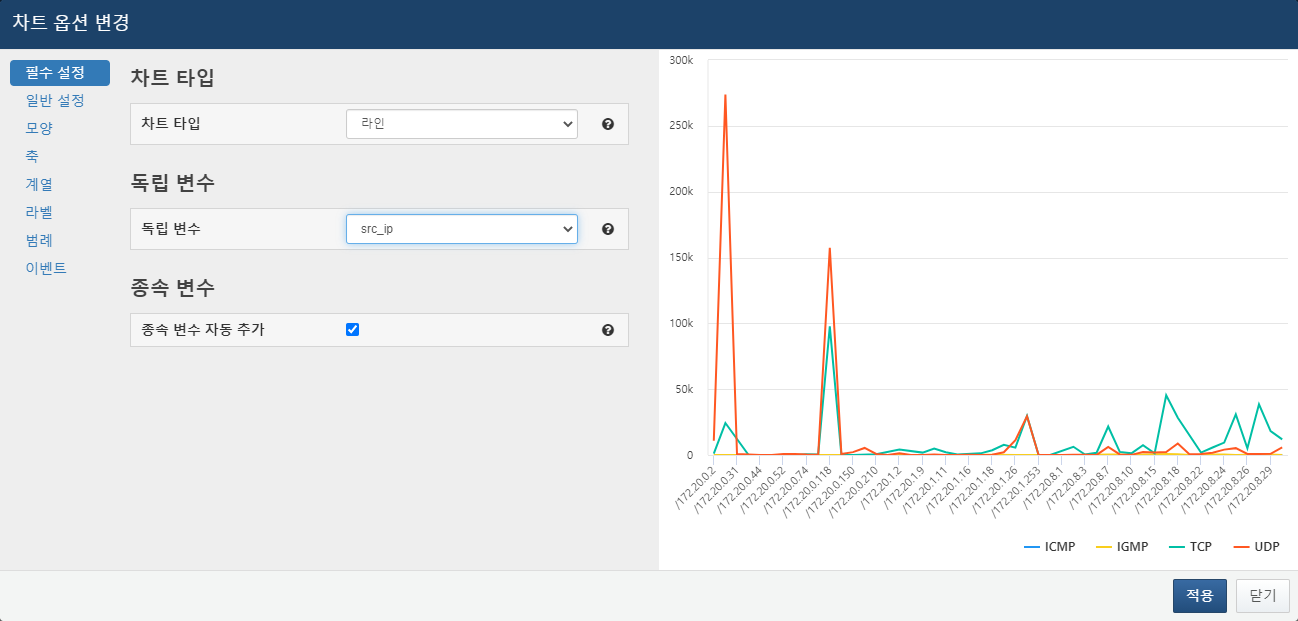 차트 옵션 변경
필수 설정
일반 설정
모양
축
계열
라벨
범례
이벤트
차트 타입
차트 타입
라인
독립 변수
독립 변수
src_ip
종속 변수
종속 변수 자동 추가
300k
250k
200k
150k
100k
50k
0
/172.20.0.2
/172.20.0.31
/172.20.0.44
/172.20.0.52
/172.20.0.74
/172.20.0.118
/172.20.0.150
/172.20.0.210
/172.20.1.2
/172.20.1.9
/172.20.1.11
/172.20.1.16
/172.20.1.18
/172.20.1.26
/172.20.1.253
/172.20.8.1
/172.20.8.3
/172.20.8.7
/172.20.8.10
/172.20.8.15
/172.20.8.18
/172.20.8.22
/172.20.8.24
/172.20.8.26
/172.20.8.29
ICMP IGMP TCP UDP
적용 닫기